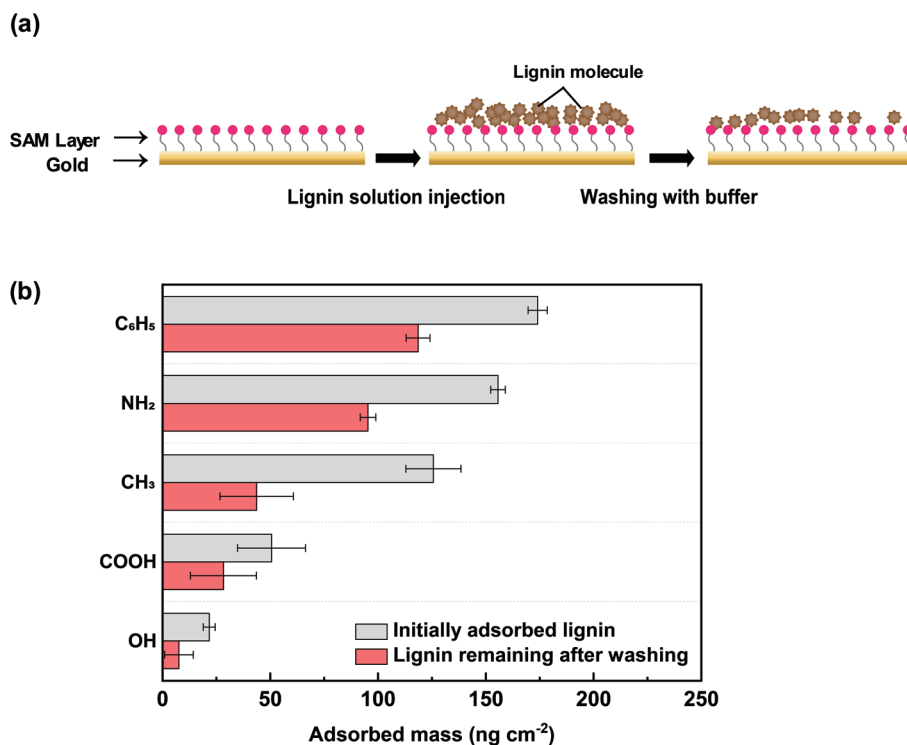 (a)
Lignin molecule
SAM Layer
Gold
Lignin solution injection
Washing with buffer
(b)
C₆H₅
NH₂
CH₃
COOH
OH
Initially adsorbed lignin
Lignin remaining after washing
0 50 100 150 200 250
Adsorbed mass (ng cm⁻²)